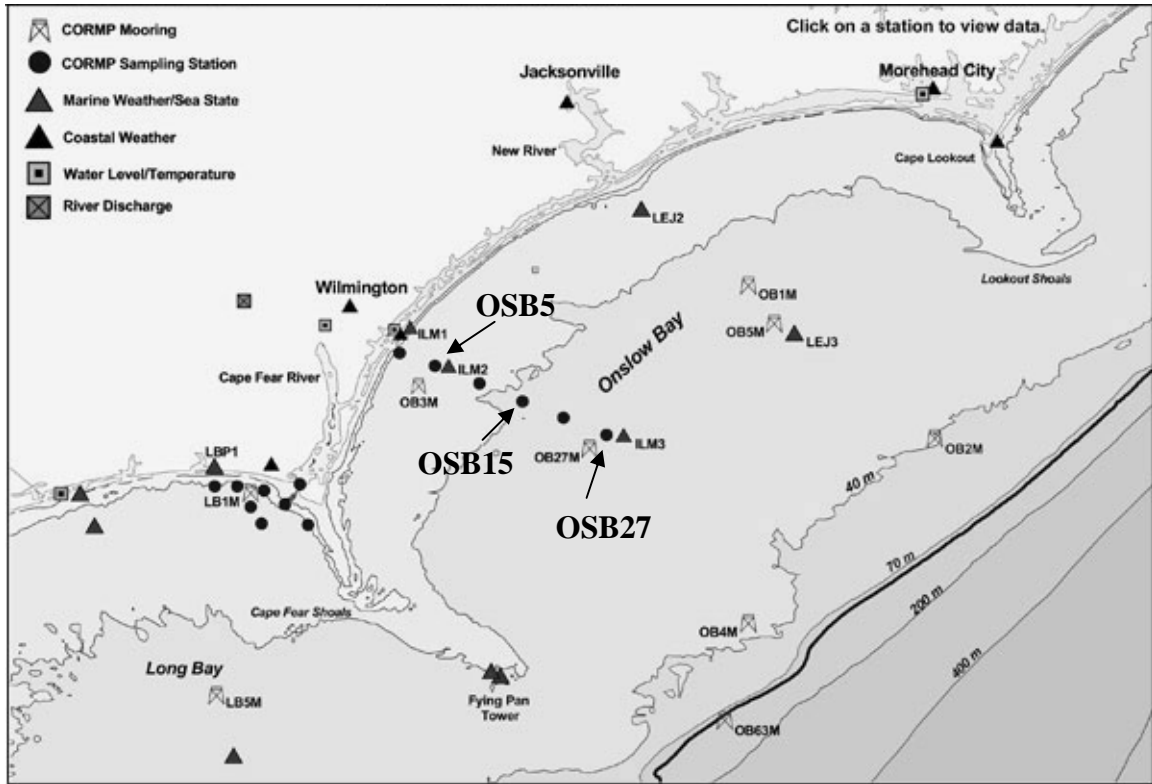 CORMP Mooring
CORMP Sampling Station
Marine Weather/Sea State
Coastal Weather
Water Level/Temperature
River Discharge
Click on a station to view data.
Jacksonville
Morehead City
New River
Cape Lookout
LEJ2
Lookout Shoals
Wilmington
OSB5
OB1M
ILM1
OB5M
LEJ3
Onslow Bay
Cape Fear River
ILM2
OB3M
OSB15
OB27M
ILM3
OB2M
LBP1
LB1M
40 m
OSB27
70 m
200 m
Cape Fear Shoals
OB4M
400 m
Long Bay
LB5M
Fying Pan
Tower
OB63M